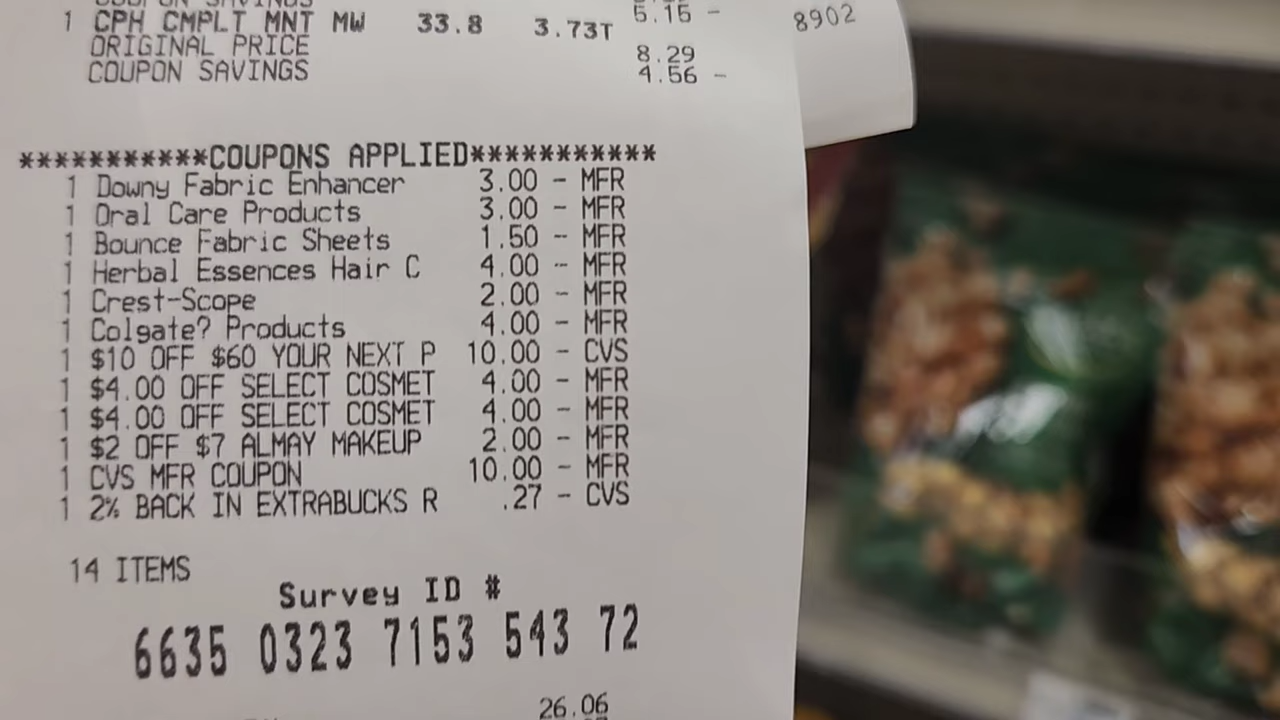 COUPON SAVINGS 5.15 -
1 CPH CMPLT MNT MW 33.8 3.73T
ORIGINAL PRICE 8.29
COUPON SAVINGS 4.56 -
8902
***********COUPONS APPLIED***********
1 Downy Fabric Enhancer 3.00 - MFR
1 Oral Care Products 3.00 - MFR
1 Bounce Fabric Sheets 1.50 - MFR
1 Herbal Essences Hair C 4.00 - MFR
1 Crest-Scope 2.00 - MFR
1 Colgate? Products 4.00 - MFR
1 $10 OFF $60 YOUR NEXT P 10.00 - CVS
1 $4.00 OFF SELECT COSMET 4.00 - MFR
1 $4.00 OFF SELECT COSMET 4.00 - MFR
1 $2 OFF $7 ALMAY MAKEUP 2.00 - MFR
1 CVS MFR COUPON 10.00 - MFR
1 2% BACK IN EXTRABUCKS R .27 - CVS
14 ITEMS
Survey ID #
6635 0323 7153 543 72
26.06